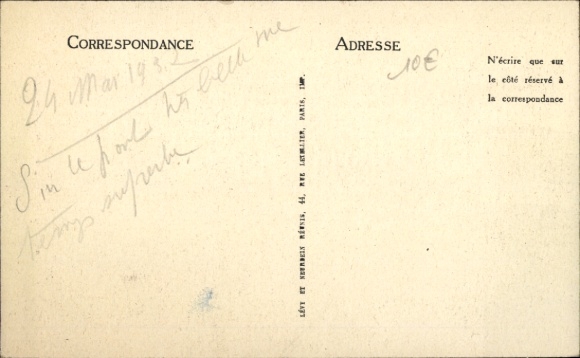 CORRESPONDANCE
24 Mai 1932
Sur le pont très belle vue
temps superbe.
LÉVY ET NEURDEIN RÉUNIS, 44, RUE LETELLIER, PARIS, IMP.
ADRESSE
10€
N'écrire que sur
le côté réservé à
la correspondance